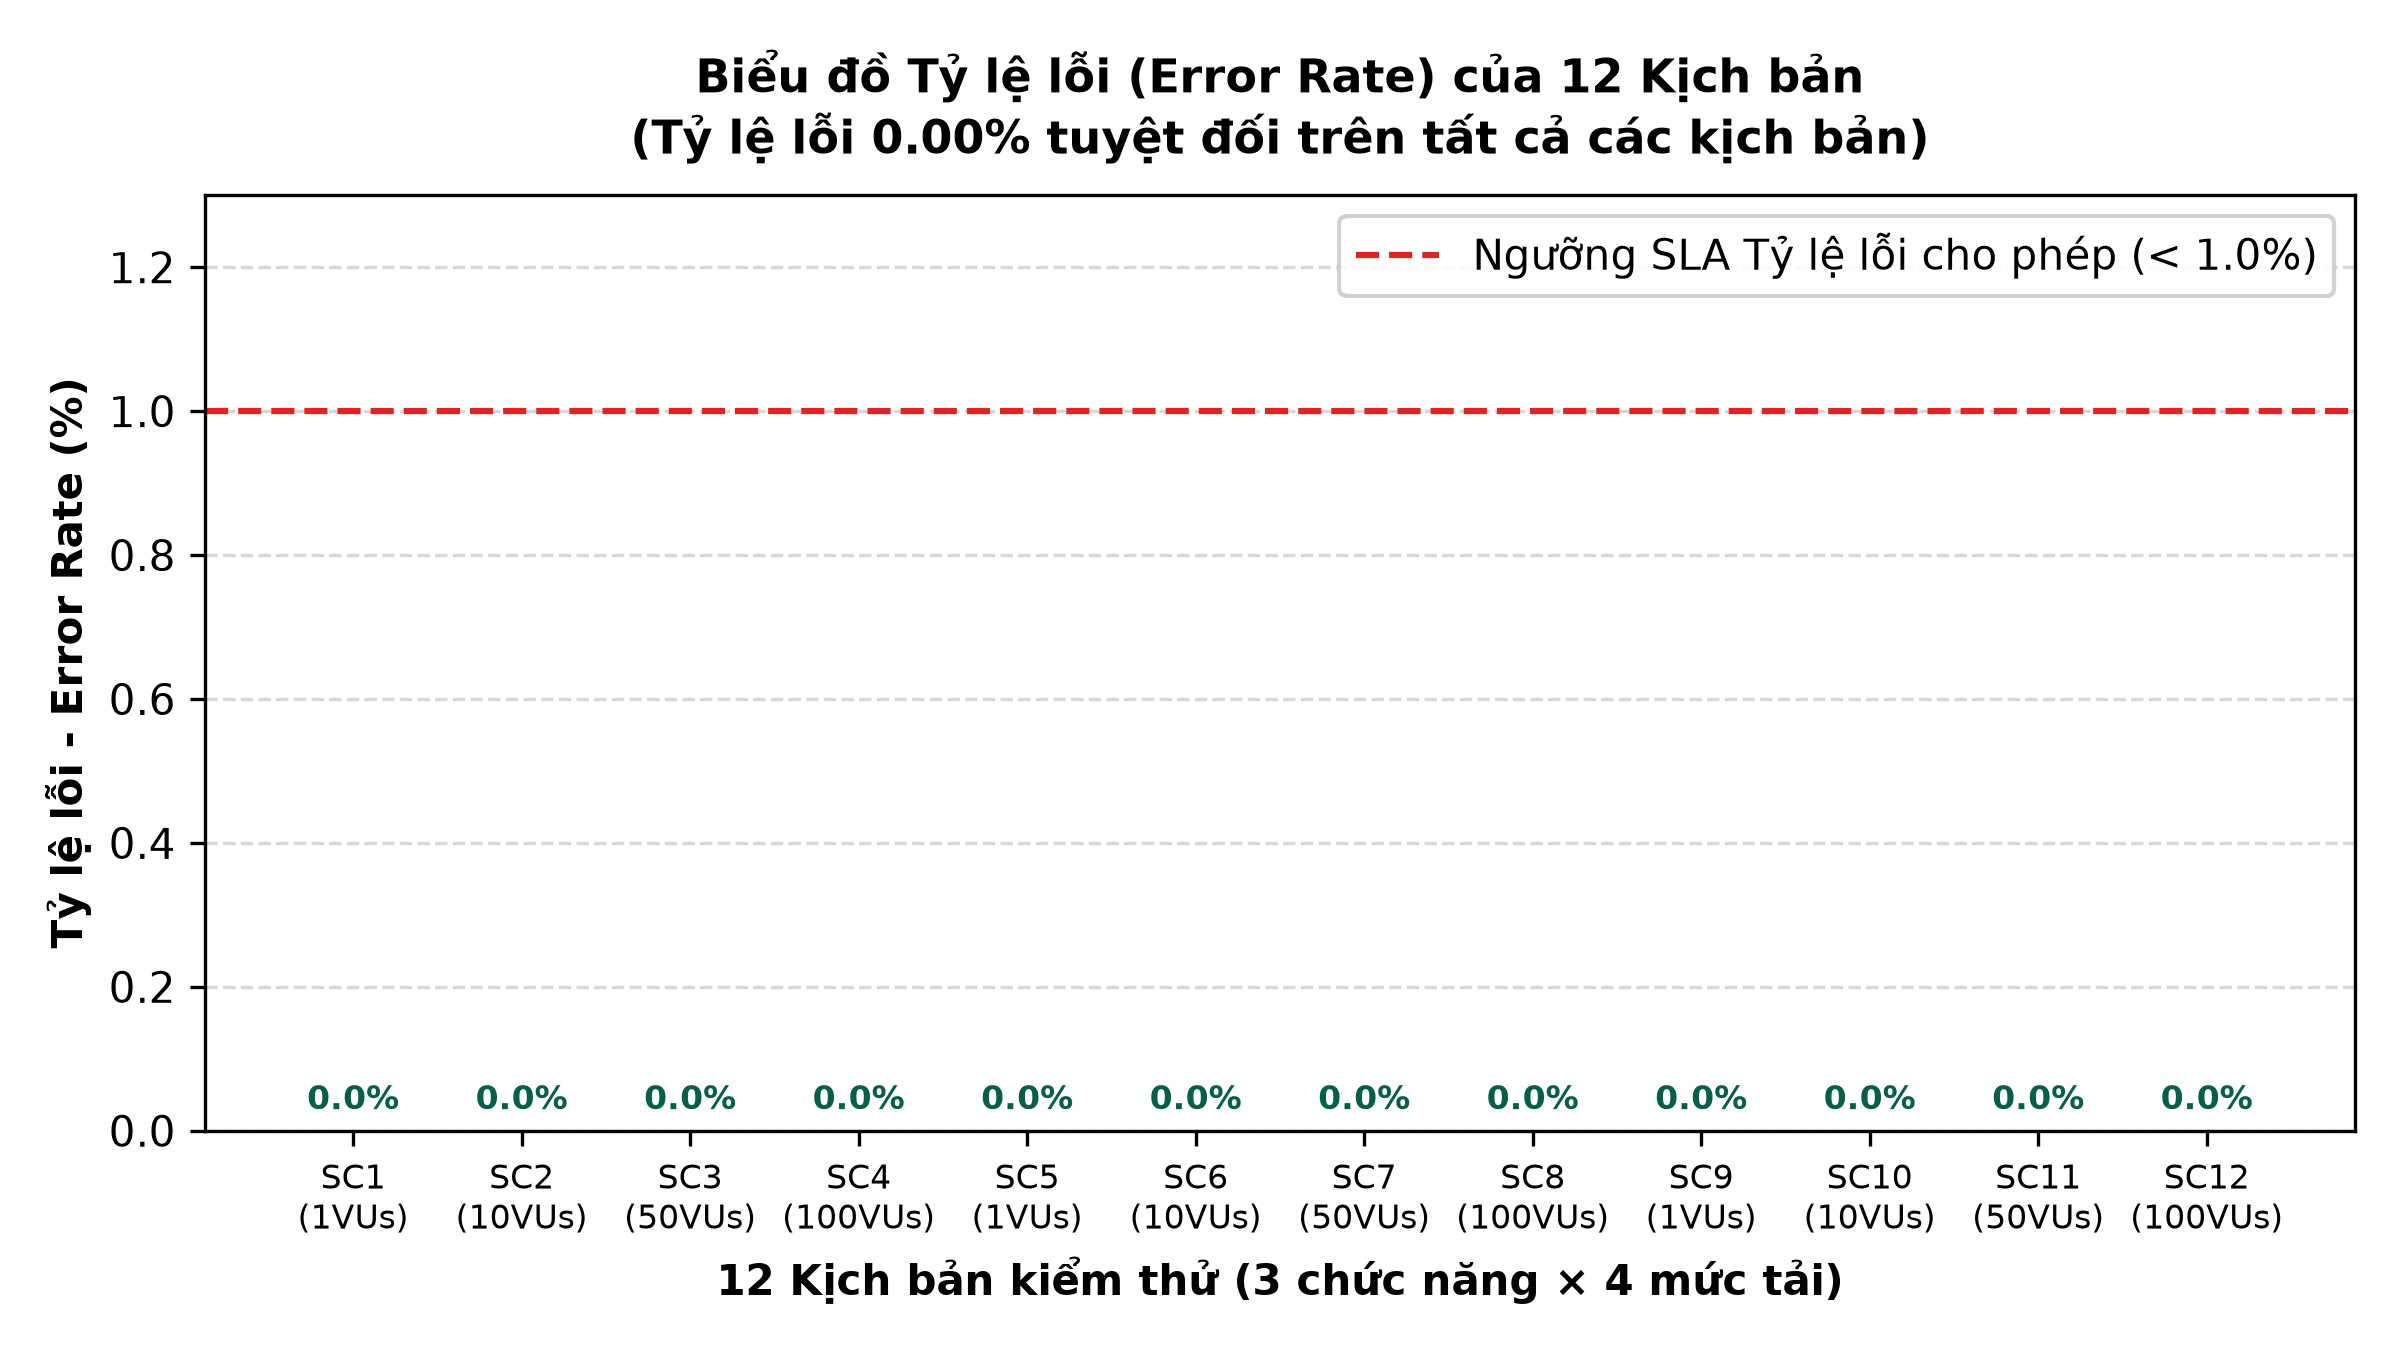 Biểu đồ Tỷ lệ lỗi (Error Rate) của 12 Kịch bản
(Tỷ lệ lỗi 0.00% tuyệt đối trên tất cả các kịch bản)
Ngưỡng SLA Tỷ lệ lỗi cho phép (< 1.0%)
Tỷ lệ lỗi - Error Rate (%)
1.2
1.0
0.8
0.6
0.4
0.2
0.0
0.0% 0.0% 0.0% 0.0% 0.0% 0.0% 0.0% 0.0% 0.0% 0.0% 0.0% 0.0%
SC1 SC2 SC3 SC4 SC5 SC6 SC7 SC8 SC9 SC10 SC11 SC12
(1VUs) (10VUs) (50VUs) (100VUs) (1VUs) (10VUs) (50VUs) (100VUs) (1VUs) (10VUs) (50VUs) (100VUs)
12 Kịch bản kiểm thử (3 chức năng × 4 mức tải)